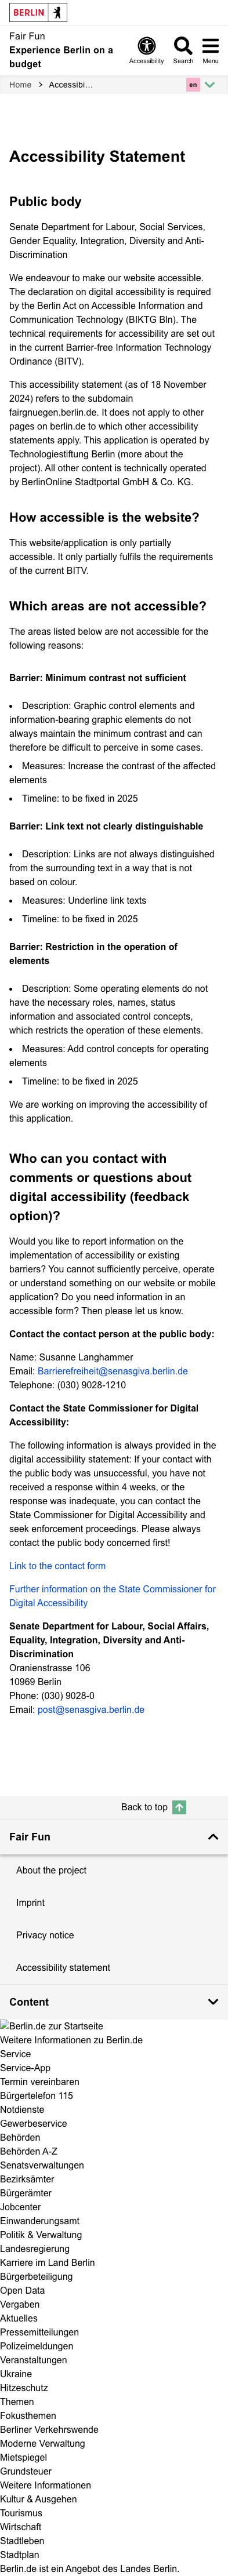 BERLIN
Fair Fun
Experience Berlin on a
budget
Accessibility
Search
Menu
Home > Accessibi...
en
Accessibility Statement
Public body
Senate Department for Labour, Social Services,
Gender Equality, Integration, Diversity and Anti-
Discrimination
We endeavour to make our website accessible.
The declaration on digital accessibility is required
by the Berlin Act on Accessible Information and
Communication Technology (BIKTG Bln). The
technical requirements for accessibility are set out
in the current Barrier-free Information Technology
Ordinance (BITV).
This accessibility statement (as of 18 November
2024) refers to the subdomain
fairgnuegen.berlin.de. It does not apply to other
pages on berlin.de to which other accessibility
statements apply. This application is operated by
Technologiestiftung Berlin (more about the
project). All other content is technically operated
by BerlinOnline Stadtportal GmbH & Co. KG.
How accessible is the website?
This website/application is only partially
accessible. It only partially fulfils the requirements
of the current BITV.
Which areas are not accessible?
The areas listed below are not accessible for the
following reasons:
Barrier: Minimum contrast not sufficient
• Description: Graphic control elements and
information-bearing graphic elements do not
always maintain the minimum contrast and can
therefore be difficult to perceive in some cases.
• Measures: Increase the contrast of the affected
elements
• Timeline: to be fixed in 2025
Barrier: Link text not clearly distinguishable
• Description: Links are not always distinguished
from the surrounding text in a way that is not
based on colour.
• Measures: Underline link texts
• Timeline: to be fixed in 2025
Barrier: Restriction in the operation of
elements
• Description: Some operating elements do not
have the necessary roles, names, status
information and associated control concepts,
which restricts the operation of these elements.
• Measures: Add control concepts for operating
elements
• Timeline: to be fixed in 2025
We are working on improving the accessibility of
this application.
Who can you contact with
comments or questions about
digital accessibility (feedback
option)?
Would you like to report information on the
implementation of accessibility or existing
barriers? You cannot sufficiently perceive, operate
or understand something on our website or mobile
application? Do you need information in an
accessible form? Then please let us know.
Contact the contact person at the public body:
Name: Susanne Langhammer
Email: Barrierefreiheit@senasgiva.berlin.de
Telephone: (030) 9028-1210
Contact the State Commissioner for Digital
Accessibility:
The following information is always provided in the
digital accessibility statement: If your contact with
the public body was unsuccessful, you have not
received a response within 4 weeks, or the
response was inadequate, you can contact the
State Commissioner for Digital Accessibility and
seek enforcement proceedings. Please always
contact the public body concerned first!
Link to the contact form
Further information on the State Commissioner for
Digital Accessibility
Senate Department for Labour, Social Affairs,
Equality, Integration, Diversity and Anti-
Discrimination
Oranienstrasse 106
10969 Berlin
Phone: (030) 9028-0
Email: post@senasgiva.berlin.de
Back to top
Fair Fun
About the project
Imprint
Privacy notice
Accessibility statement
Content
Berlin.de zur Startseite
Weitere Informationen zu Berlin.de
Service
Service-App
Termin vereinbaren
Bürgertelefon 115
Notdienste
Gewerbeservice
Behörden
Behörden A-Z
Senatsverwaltungen
Bezirksämter
Bürgerämter
Jobcenter
Einwanderungsamt
Politik & Verwaltung
Landesregierung
Karriere im Land Berlin
Bürgerbeteiligung
Open Data
Vergaben
Aktuelles
Pressemitteilungen
Polizeimeldungen
Veranstaltungen
Ukraine
Hitzeschutz
Themen
Fokusthemen
Berliner Verkehrswende
Moderne Verwaltung
Mietspiegel
Grundsteuer
Weitere Informationen
Kultur & Ausgehen
Tourismus
Wirtschaft
Stadtleben
Stadtplan
Berlin.de ist ein Angebot des Landes Berlin.